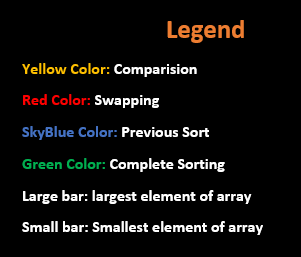 Legend
Yellow Color: Comparision
Red Color: Swapping
SkyBlue Color: Previous Sort
Green Color: Complete Sorting
Large bar: largest element of array
Small bar: Smallest element of array